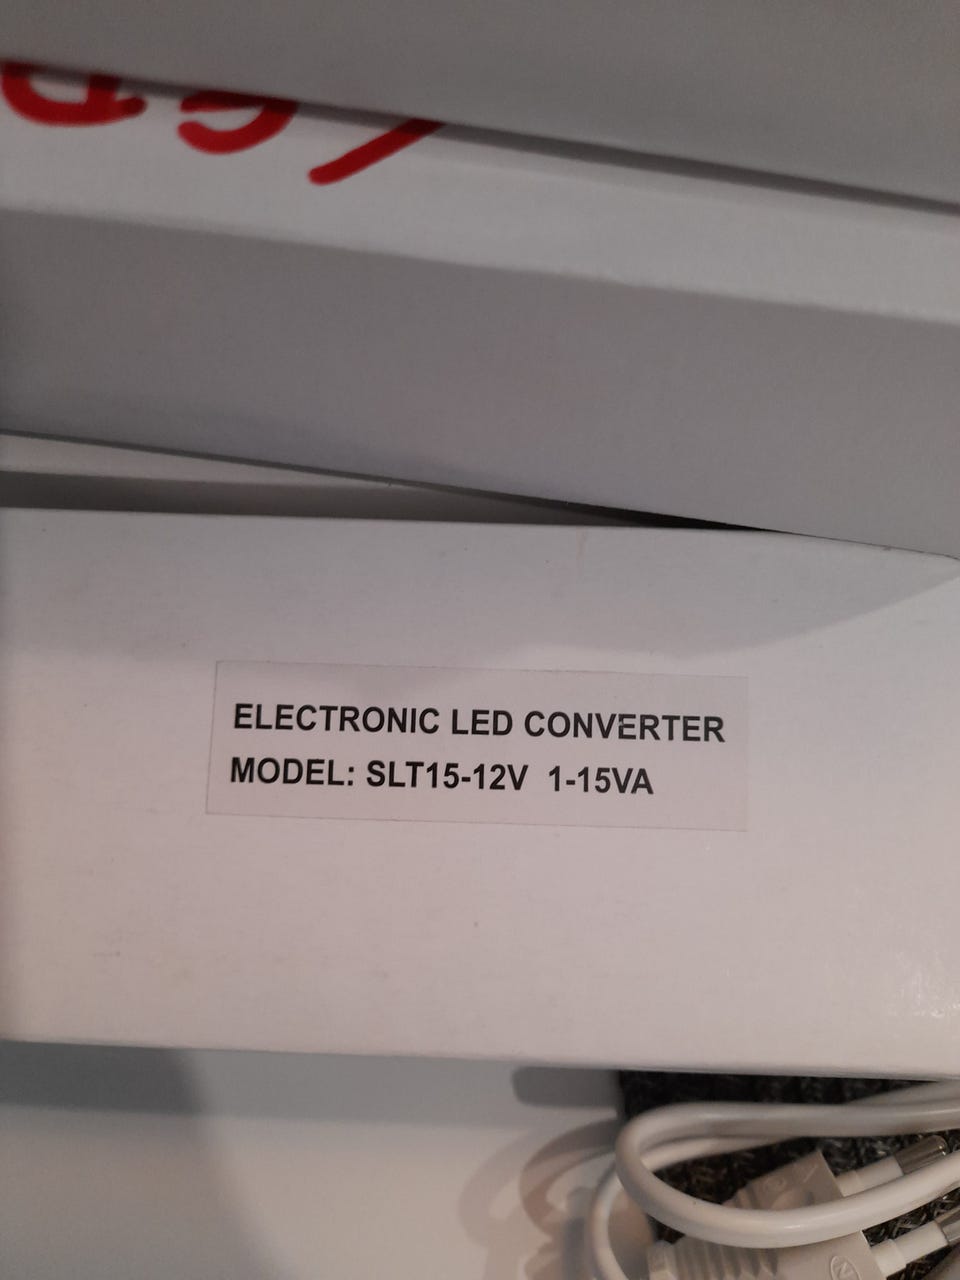 ELECTRONIC LED CONVERTER
MODEL: SLT15-12V 1-15VA